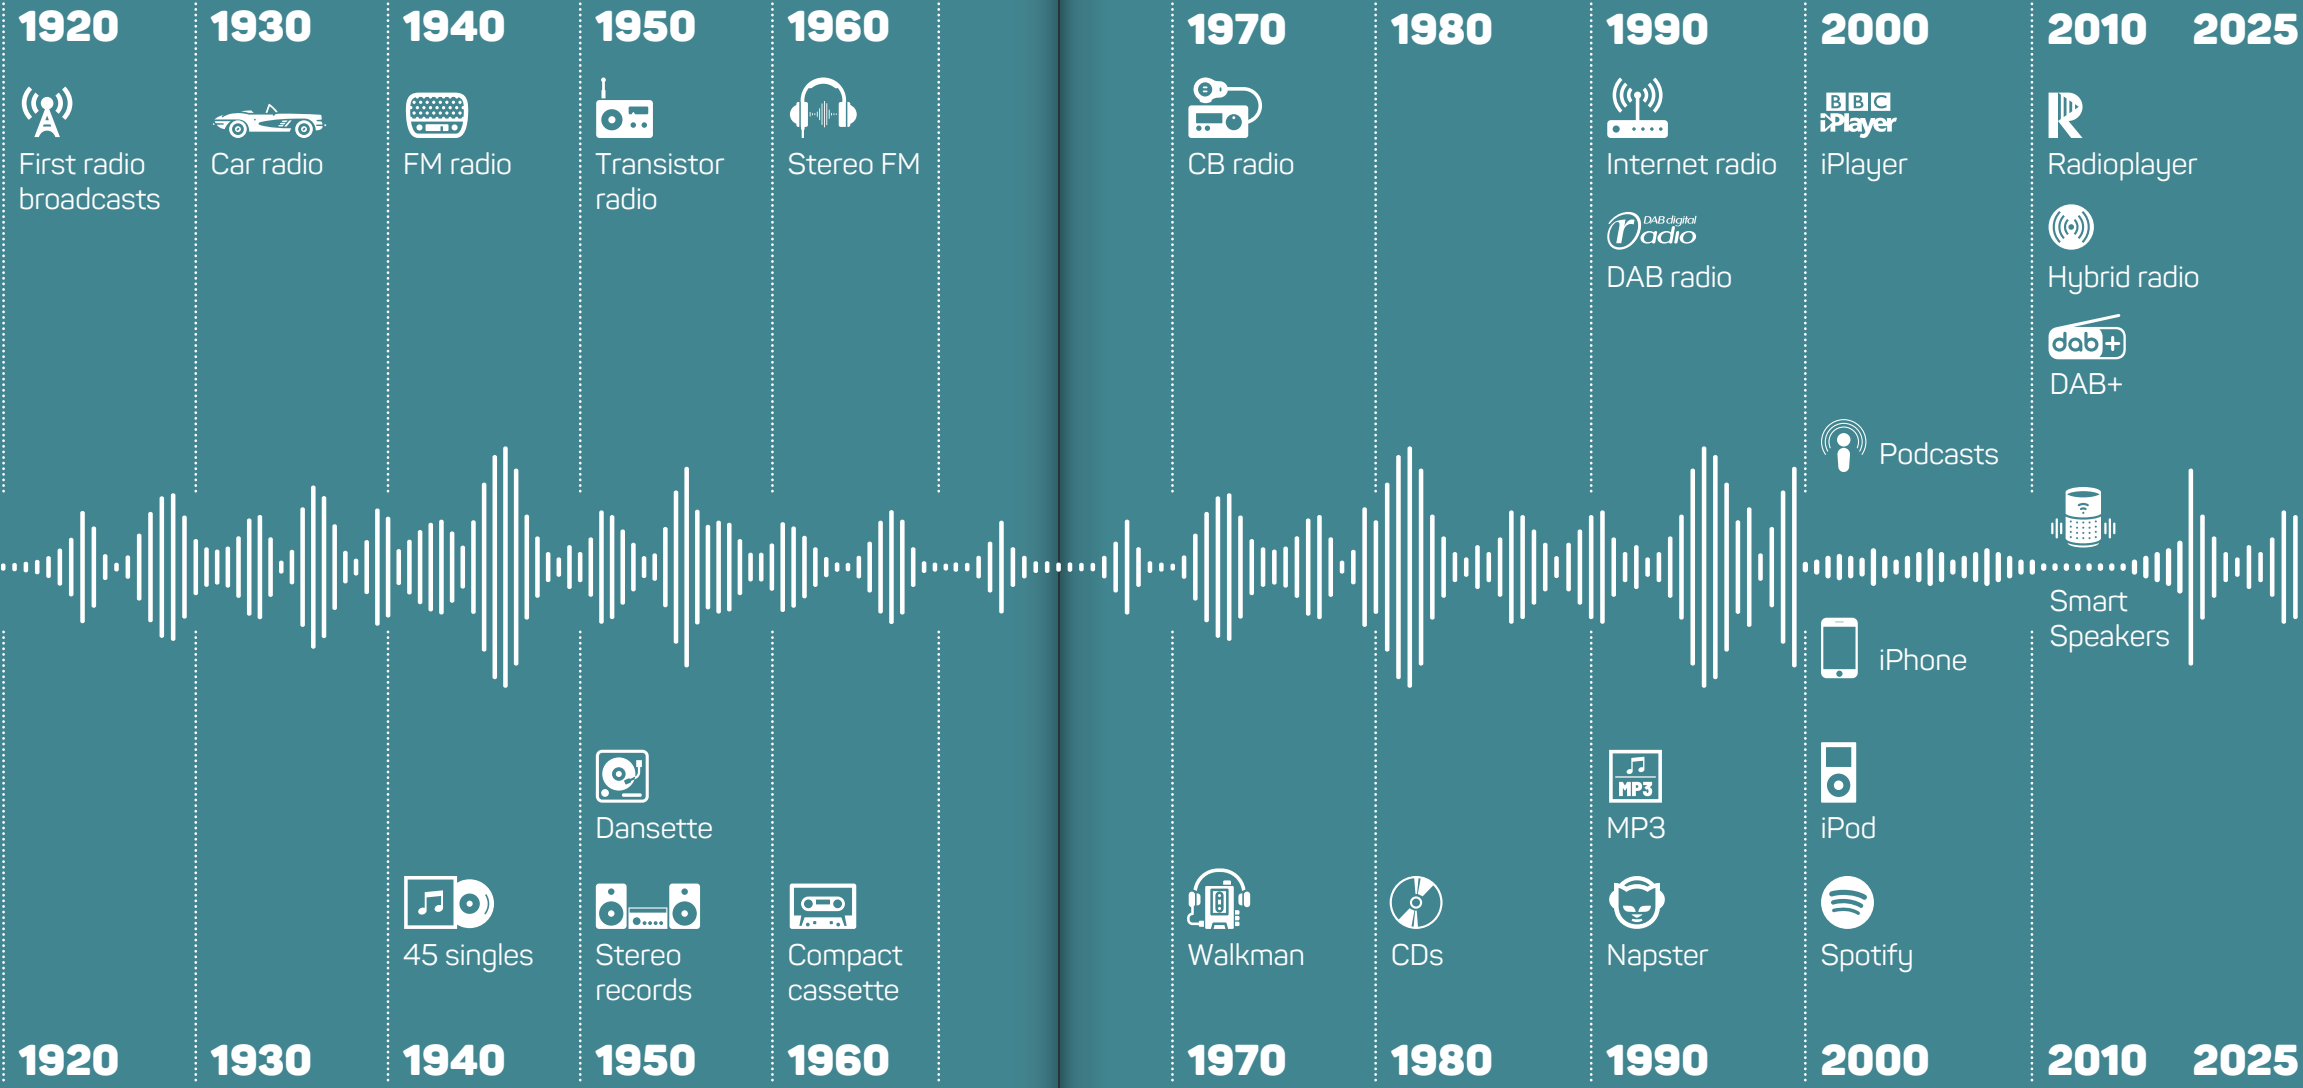 1920 1930 1940 1950 1960 1970 1980 1990 2000 2010 2025
First radio
broadcasts
Car radio
FM radio
Transistor
radio
Stereo FM
CB radio
Internet radio
BBC
iPlayer
iPlayer
R
Radioplayer
DAB digital
radio
DAB radio
Hybrid radio
dab+
DAB+
Podcasts
Smart
Speakers
iPhone
Dansette
MP3
MP3
iPod
45 singles
Stereo
records
Compact
cassette
Walkman
CDs
Napster
Spotify
1920 1930 1940 1950 1960 1970 1980 1990 2000 2010 2025